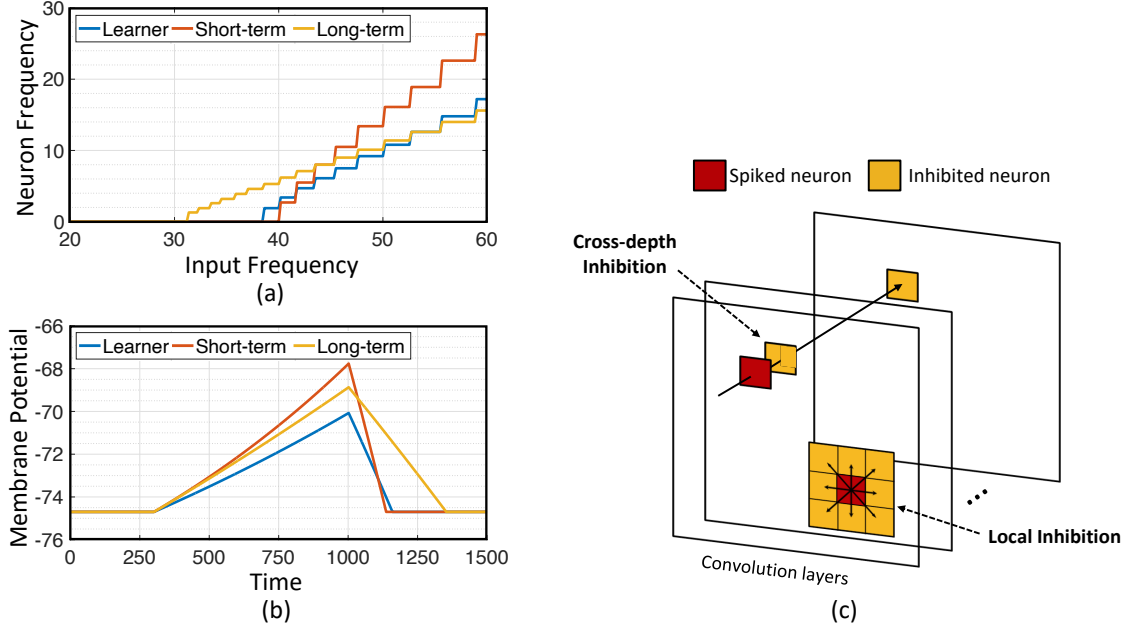 30
20
10
0
Learner Short-term Long-term
Neuron Frequency
20 30 40 50 60
Input Frequency
(a)
-66
-68
-70
-72
-74
-76
Learner Short-term Long-term
Membrane Potential
0 250 500 750 1000 1250 1500
Time
(b)
Spiked neuron Inhibited neuron
Cross-depth
Inhibition
Local Inhibition
Convolution layers
(c)